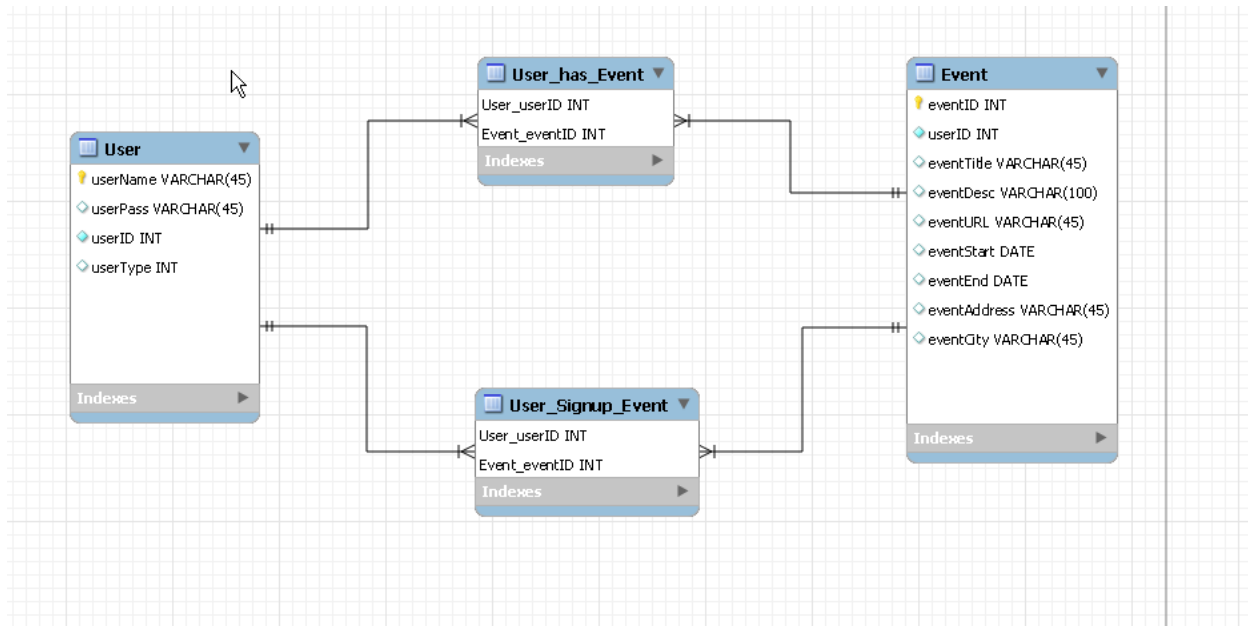 User
userName VARCHAR(45)
userPass VARCHAR(45)
userID INT
userType INT
Indexes
User_has_Event
User_userID INT
Event_eventID INT
Indexes
User_Signup_Event
User_userID INT
Event_eventID INT
Indexes
Event
eventID INT
userID INT
eventTitle VARCHAR(45)
eventDesc VARCHAR(100)
eventURL VARCHAR(45)
eventStart DATE
eventEnd DATE
eventAddress VARCHAR(45)
eventCity VARCHAR(45)
Indexes